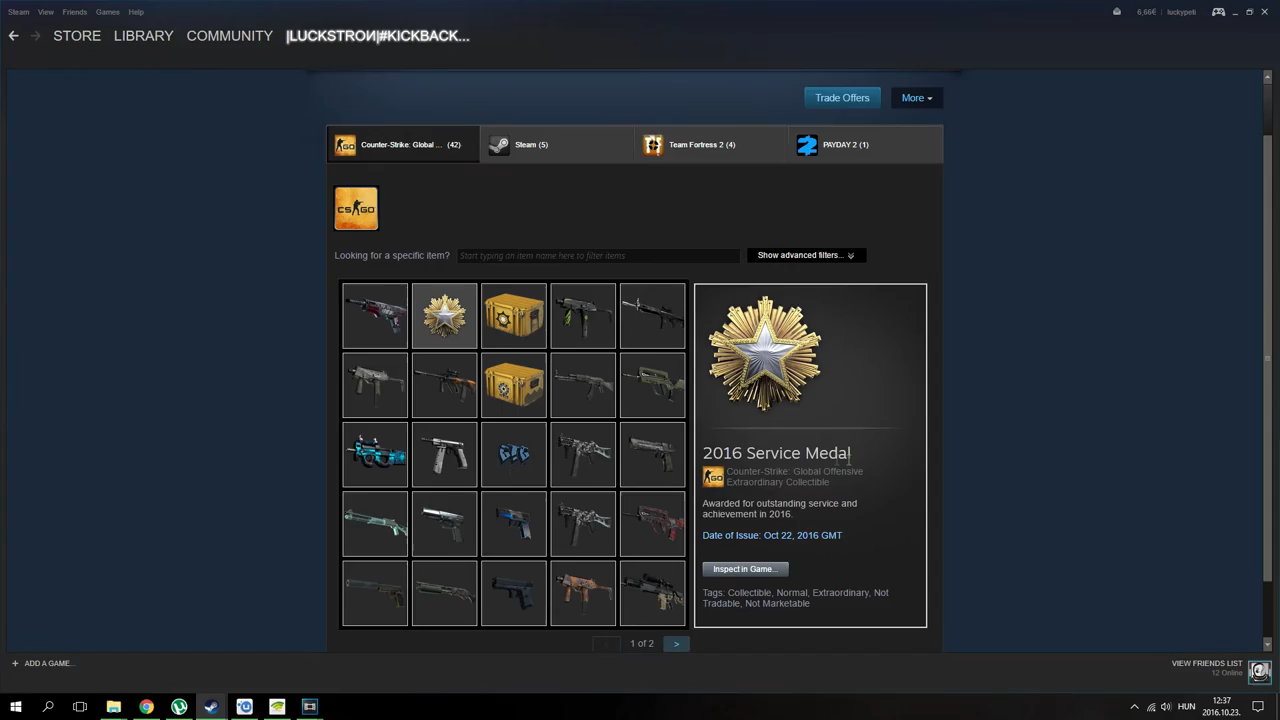 Steam View Friends Games Help
6,66€ luckypeti
STORE LIBRARY COMMUNITY |LUCKSTROИ|#KICKBACK...
Trade Offers More
Counter-Strike: Global ... (42) Steam (5) Team Fortress 2 (4) PAYDAY 2 (1)
CS GO
Looking for a specific item? Start typing an item name here to filter items Show advanced filters...
2016 Service Medal
Counter-Strike: Global Offensive
Extraordinary Collectible
Awarded for outstanding service and
achievement in 2016.
Date of Issue: Oct 22, 2016 GMT
Inspect in Game...
Tags: Collectible, Normal, Extraordinary, Not
Tradable, Not Marketable
< 1 of 2 >
+ ADD A GAME...
VIEW FRIENDS LIST
12 Online
HUN
12:37
2016.10.23.